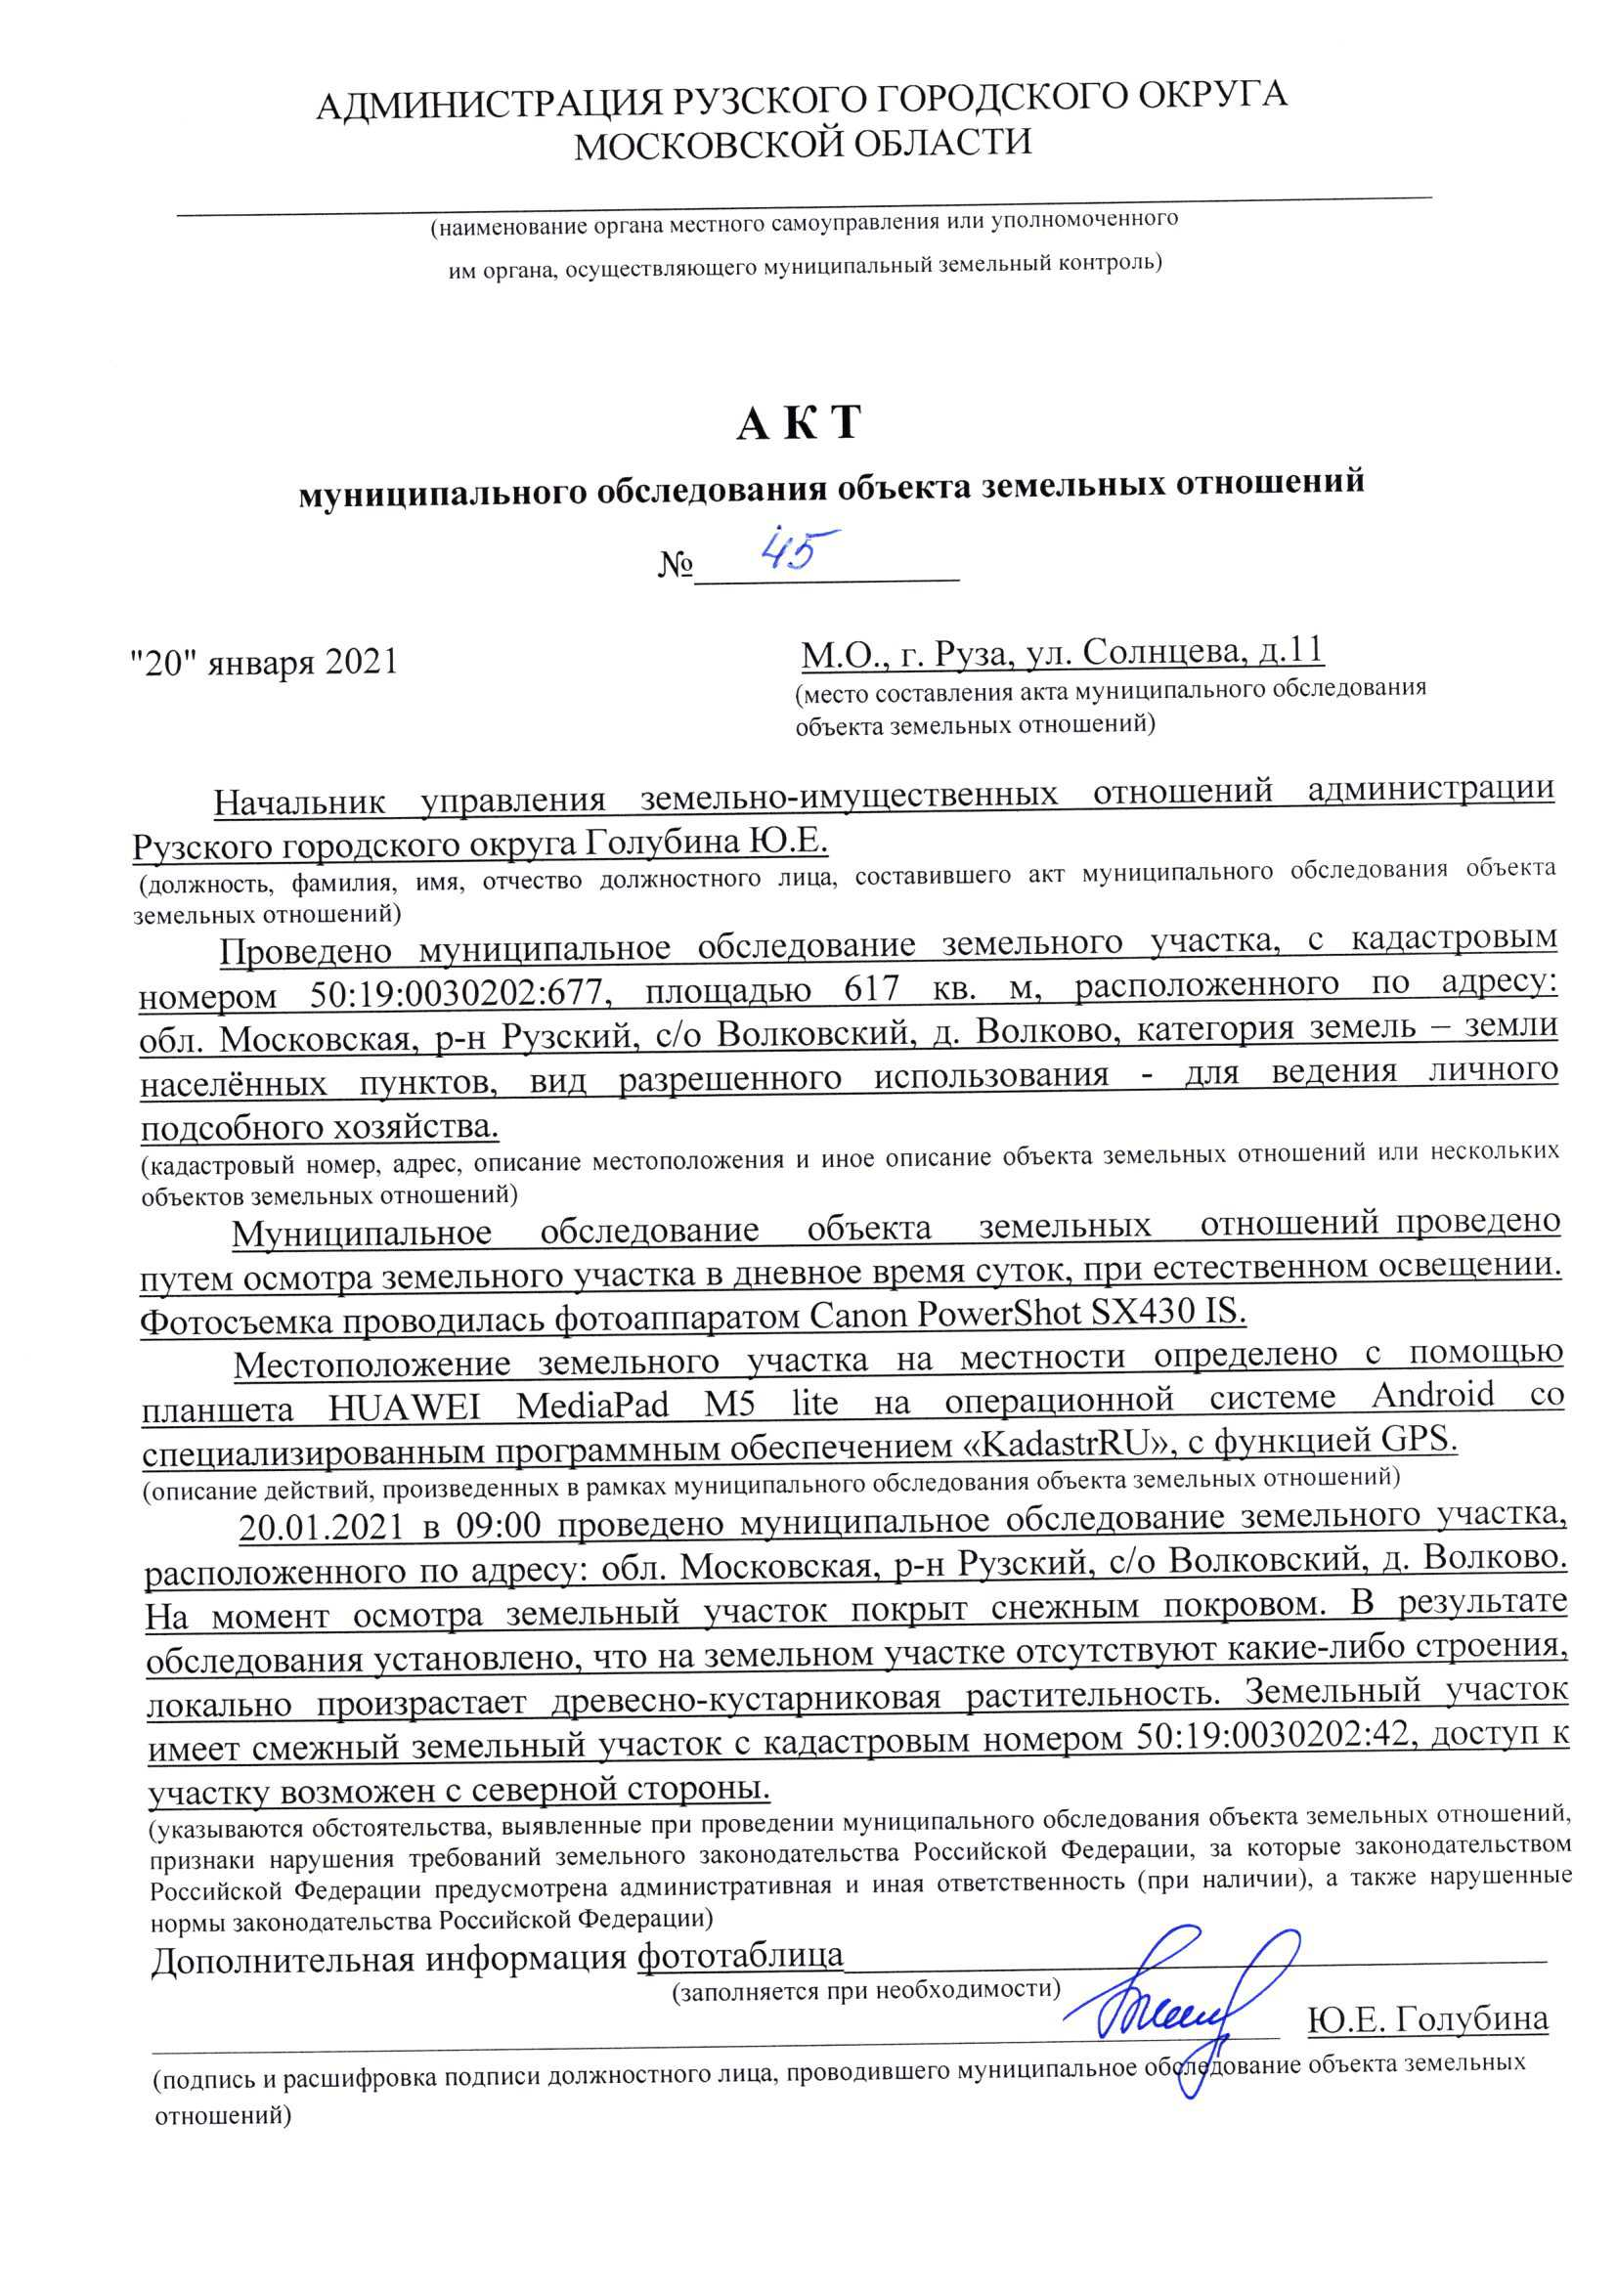 АДМИНИСТРАЦИЯ РУЗСКОГО ГОРОДСКОГО ОКРУГА
МОСКОВСКОЙ ОБЛАСТИ
(наименование органа местного самоуправления или уполномоченного
им органа, осуществляющего муниципальный земельный контроль)
А К Т
муниципального обследования объекта земельных отношений
№ 45
"20" января 2021
М.О., г. Руза, ул. Солнцева, д.11
(место составления акта муниципального обследования
объекта земельных отношений)
Начальник управления земельно-имущественных отношений администрации
Рузского городского округа Голубина Ю.Е.
(должность, фамилия, имя, отчество должностного лица, составившего акт муниципального обследования объекта
земельных отношений)
Проведено муниципальное обследование земельного участка, с кадастровым
номером 50:19:0030202:677, площадью 617 кв. м, расположенного по адресу:
обл. Московская, р-н Рузский, с/о Волковский, д. Волково, категория земель – земли
населённых пунктов, вид разрешенного использования - для ведения личного
подсобного хозяйства.
(кадастровый номер, адрес, описание местоположения и иное описание объекта земельных отношений или нескольких
объектов земельных отношений)
Муниципальное обследование объекта земельных отношений проведено
путем осмотра земельного участка в дневное время суток, при естественном освещении.
Фотосъемка проводилась фотоаппаратом Canon PowerShot SX430 IS.
Местоположение земельного участка на местности определено с помощью
планшета HUAWEI MediaPad M5 lite на операционной системе Android со
специализированным программным обеспечением «KadastrRU», с функцией GPS.
(описание действий, произведенных в рамках муниципального обследования объекта земельных отношений)
20.01.2021 в 09:00 проведено муниципальное обследование земельного участка,
расположенного по адресу: обл. Московская, р-н Рузский, с/о Волковский, д. Волково.
На момент осмотра земельный участок покрыт снежным покровом. В результате
обследования установлено, что на земельном участке отсутствуют какие-либо строения,
локально произрастает древесно-кустарниковая растительность. Земельный участок
имеет смежный земельный участок с кадастровым номером 50:19:0030202:42, доступ к
участку возможен с северной стороны.
(указываются обстоятельства, выявленные при проведении муниципального обследования объекта земельных отношений,
признаки нарушения требований земельного законодательства Российской Федерации, за которые законодательством
Российской Федерации предусмотрена административная и иная ответственность (при наличии), а также нарушенные
нормы законодательства Российской Федерации)
Дополнительная информация фототаблица
(заполняется при необходимости)
Ю.Е. Голубина
(подпись и расшифровка подписи должностного лица, проводившего муниципальное обследование объекта земельных
отношений)